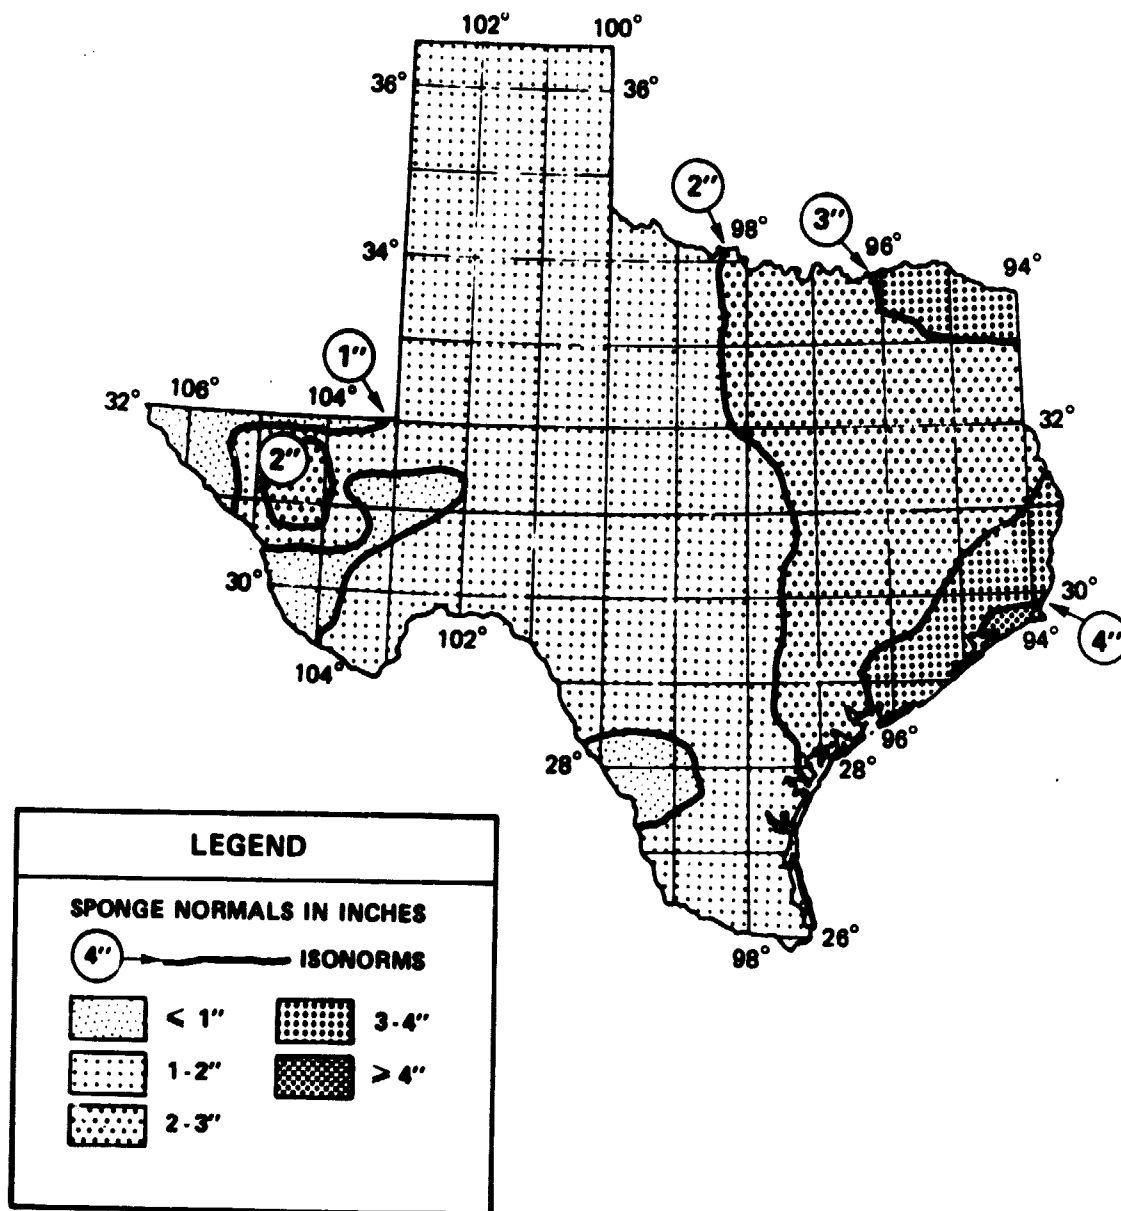 102° 100°
36° 36°
2"
98° 3"
96°
34° 94°
1"
32° 106° 104° 32°
2"
30° 30°
102° 94° 4"
104°
96°
28° 28°
98° 26°
LEGEND
SPONGE NORMALS IN INCHES
4" ISONORMS
⩽ 1" 3-4"
1-2" ⩾ 4"
2-3"